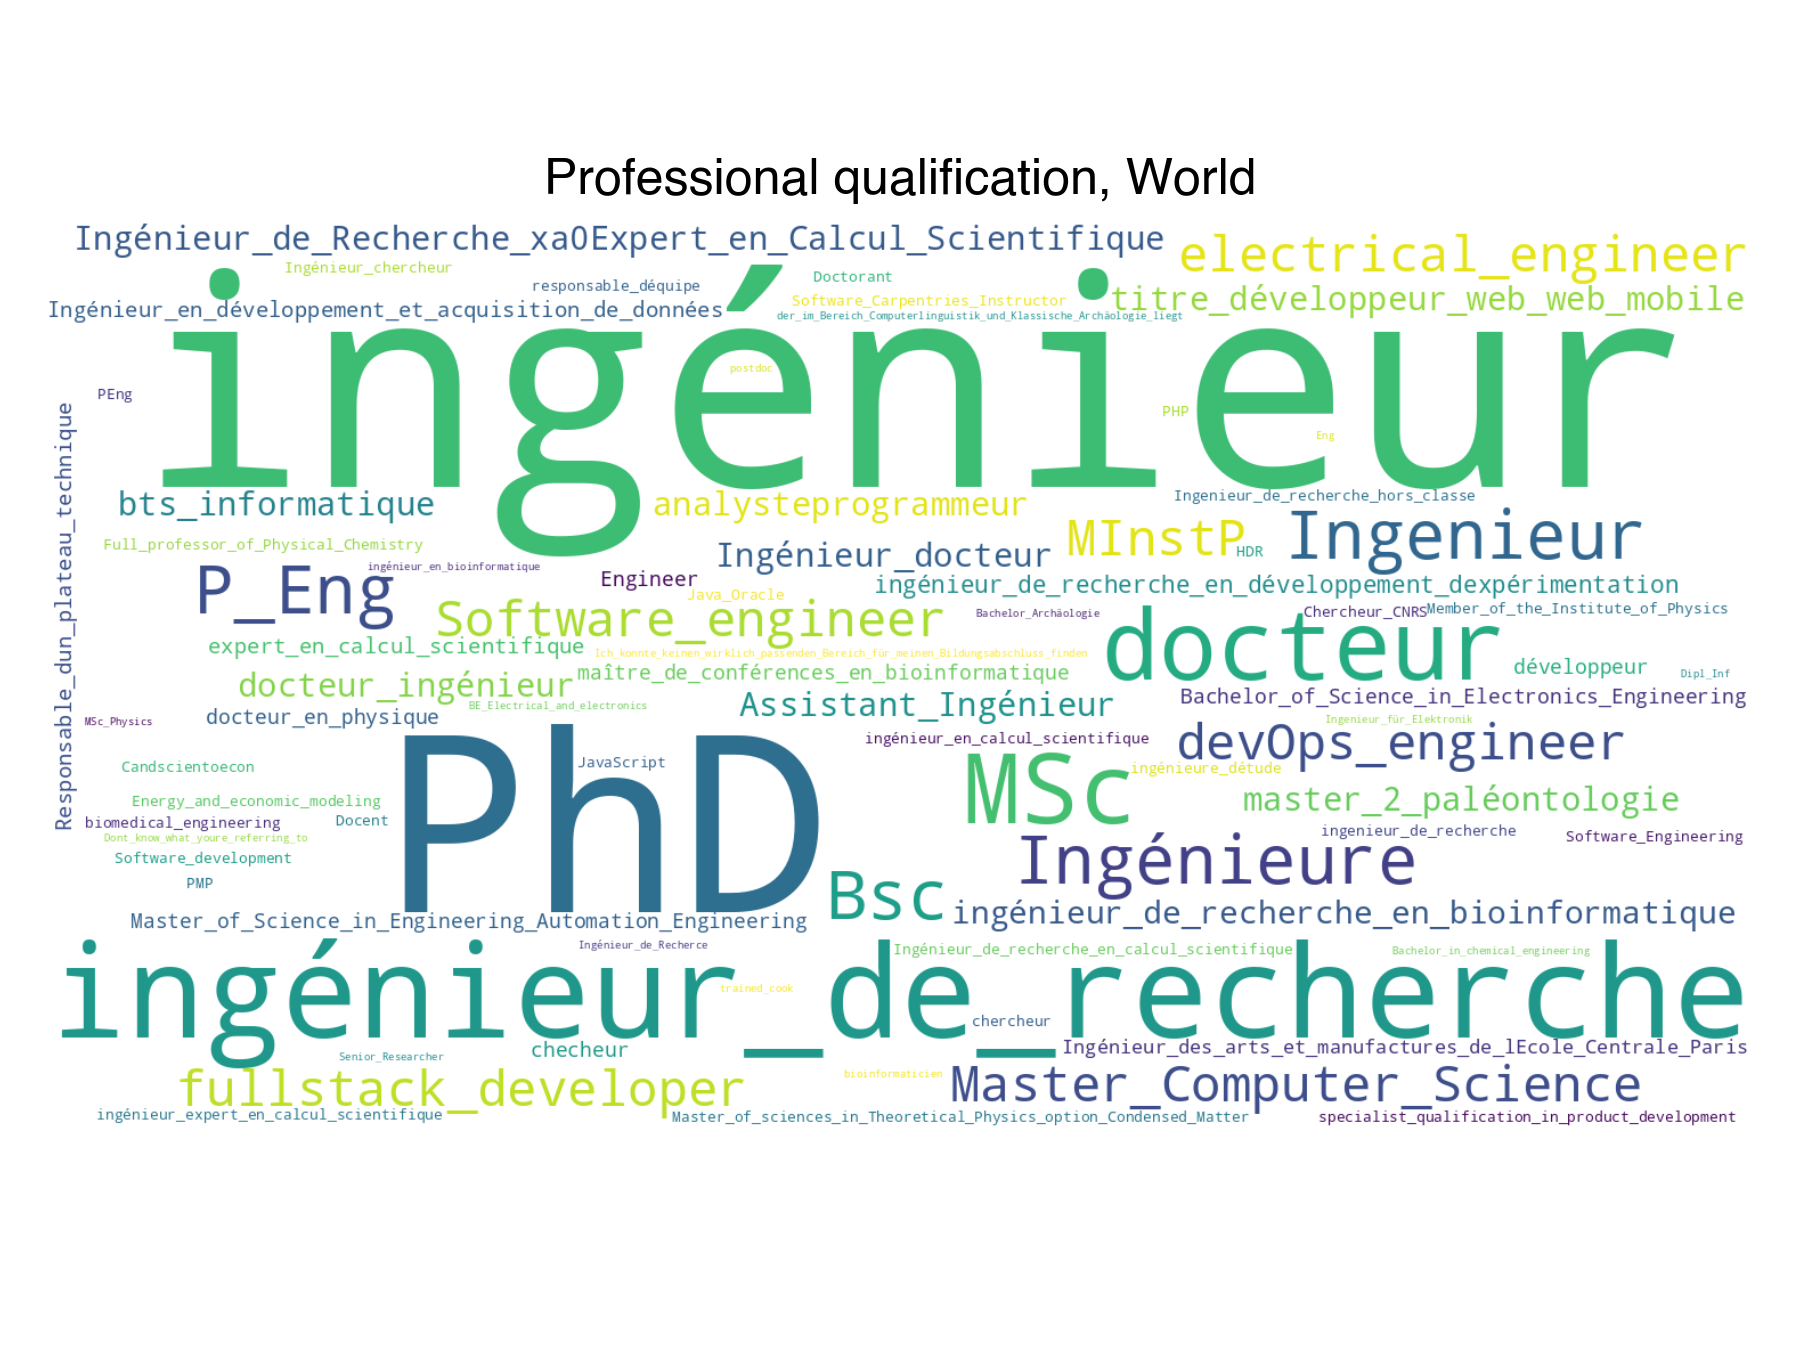 Professional qualification, World
Ingénieur_de_Recherche_xa0Expert_en_Calcul_Scientifique
electrical_engineer
Ingénieur_chercheur
Doctorant
responsable_déquipe
Software_Carpentries_Instructor
titre_développeur_web_web_mobile
Ingénieur_en_développement_et_acquisition_de_données
der_im_Bereich_Computerlinguistik_und_Klassische_Archäologie_liegt
ingénieur
postdoc
PEng
PHP
Eng
Responsable_dun_plateau_technique
bts_informatique
analysteprogrammeur
Ingenieur_de_recherche_hors_classe
Full_professor_of_Physical_Chemistry
Ingénieur_docteur
MInstP
HDR
Ingenieur
P_Eng
ingénieur_en_bioinformatique
Engineer
ingénieur_de_recherche_en_développement_dexpérimentation
Java_Oracle
Software_engineer
Bachelor_Archäologie
Chercheur_CNRS
Member_of_the_Institute_of_Physics
expert_en_calcul_scientifique
Ich_konnte_keinen_wirklich_passenden_Bereich_für_meinen_Bildungsabschluss_finden
docteur
développeur
Dipl_Inf
docteur_ingénieur
maître_de_conférences_en_bioinformatique
Bachelor_of_Science_in_Electronics_Engineering
BE_Electrical_and_electronics
Assistant_Ingénieur
MSc_Physics
docteur_en_physique
Ingenieur_für_Elektronik
ingénieur_en_calcul_scientifique
devOps_engineer
PhD
JavaScript
Candscientoecon
MSc
ingénieure_détude
Energy_and_economic_modeling
master_2_paléontologie
biomedical_engineering
Docent
Dont_know_what_youre_referring_to
ingenieur_de_recherche
Software_Engineering
Software_development
Ingénieure
PMP
Bsc
Master_of_Science_in_Engineering_Automation_Engineering
ingénieur_de_recherche_en_bioinformatique
Ingénieur_de_Recherce
Ingénieur_de_recherche_en_calcul_scientifique
Bachelor_in_chemical_engineering
ingénieur_de_recherche
trained_cook
chercheur
Senior_Researcher
checheur
Ingénieur_des_arts_et_manufactures_de_lEcole_Centrale_Paris
fullstack_developer
bioinformaticien
Master_Computer_Science
ingénieur_expert_en_calcul_scientifique
Master_of_sciences_in_Theoretical_Physics_option_Condensed_Matter
specialist_qualification_in_product_development